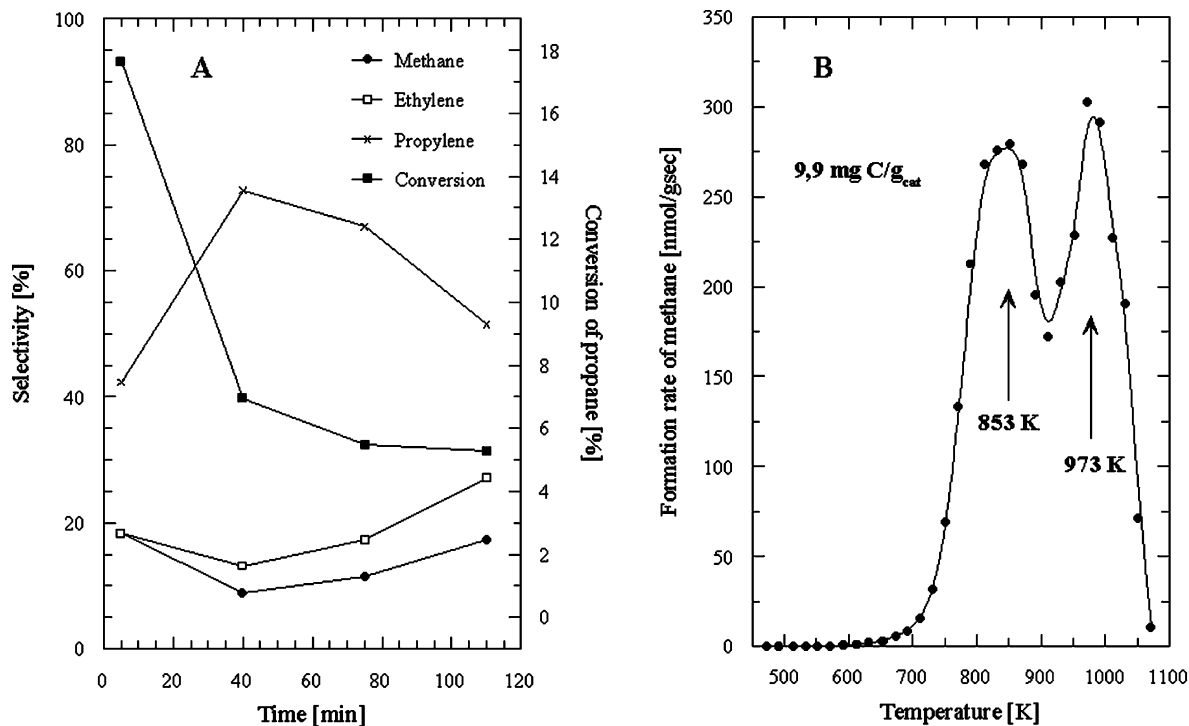 A
Methane
Ethylene
Propylene
Conversion
Selectivity [%]
100
80
60
40
20
0
Conversion of propane [%]
18
16
14
12
10
8
6
4
2
0
0 20 40 60 80 100 120
Time [min]
B
9,9 mg C/gcat
853 K
973 K
Formation rate of methane [nmol/gsec]
350
300
250
200
150
100
50
0
500 600 700 800 900 1000 1100
Temperature [K]